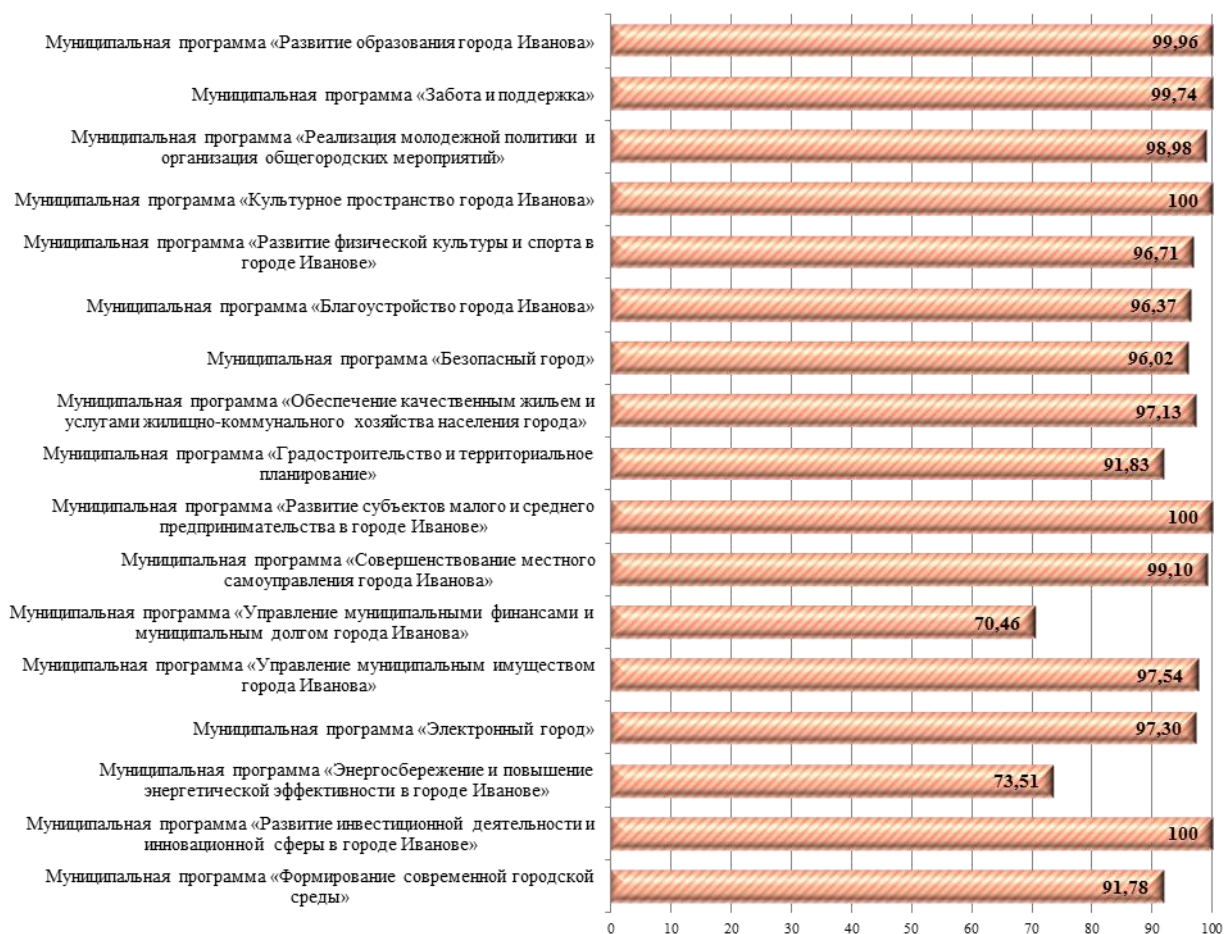 Муниципальная программа «Развитие образования города Иванова»
99,96
Муниципальная программа «Забота и поддержка»
99,74
Муниципальная программа «Реализация молодежной политики и
организация общегородских мероприятий»
98,98
Муниципальная программа «Культурное пространство города Иванова»
100
Муниципальная программа «Развитие физической культуры и спорта в
городе Иванове»
96,71
Муниципальная программа «Благоустройство города Иванова»
96,37
Муниципальная программа «Безопасный город»
96,02
Муниципальная программа «Обеспечение качественным жильем и
услугами жилищно-коммунального хозяйства населения города»
97,13
Муниципальная программа «Градостроительство и территориальное
планирование»
91,83
Муниципальная программа «Развитие субъектов малого и среднего
предпринимательства в городе Иванове»
100
Муниципальная программа «Совершенствование местного
самоуправления города Иванова»
99,10
Муниципальная программа «Управление муниципальными финансами и
муниципальным долгом города Иванова»
70,46
Муниципальная программа «Управление муниципальным имуществом
города Иванова»
97,54
Муниципальная программа «Электронный город»
97,30
Муниципальная программа «Энергосбережение и повышение
энергетической эффективности в городе Иванове»
73,51
Муниципальная программа «Развитие инвестиционной деятельности и
инновационной сферы в городе Иванове»
100
Муниципальная программа «Формирование современной городской
среды»
91,78
0 10 20 30 40 50 60 70 80 90 100